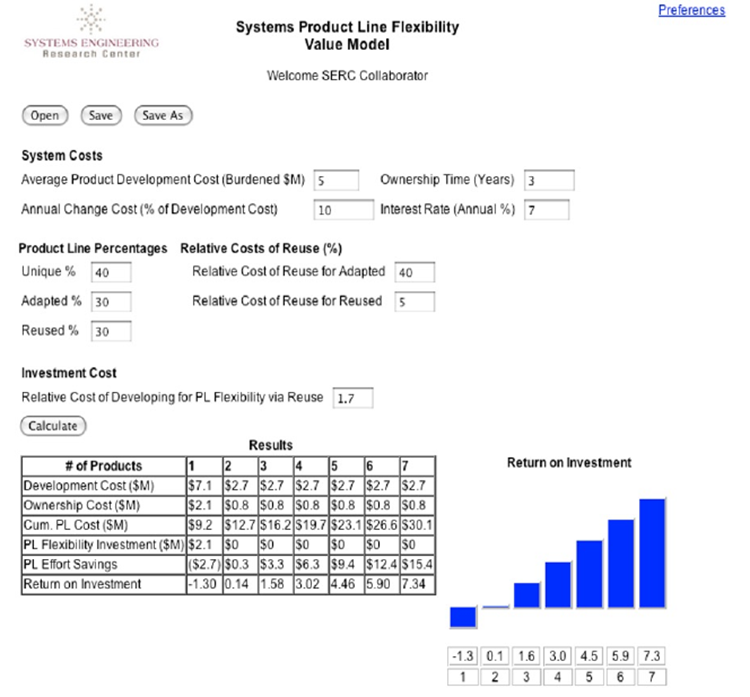 Preferences
SYSTEMS ENGINEERING
Research Center
Systems Product Line Flexibility
Value Model
Welcome SERC Collaborator
Open Save Save As
System Costs
Average Product Development Cost (Burdened $M) 5 Ownership Time (Years) 3
Annual Change Cost (% of Development Cost) 10 Interest Rate (Annual %) 7
Product Line Percentages Relative Costs of Reuse (%)
Unique % 40 Relative Cost of Reuse for Adapted 40
Adapted % 30 Relative Cost of Reuse for Reused 5
Reused % 30
Investment Cost
Relative Cost of Developing for PL Flexibility via Reuse 1.7
Calculate
Results
# of Products 1 2 3 4 5 6 7
Development Cost ($M) $7.1 $2.7 $2.7 $2.7 $2.7 $2.7 $2.7
Ownership Cost ($M) $2.1 $0.8 $0.8 $0.8 $0.8 $0.8 $0.8
Cum. PL Cost ($M) $9.2 $12.7 $16.2 $19.7 $23.1 $26.6 $30.1
PL Flexibility Investment ($M) $2.1 $0 $0 $0 $0 $0 $0
PL Effort Savings ($2.7) $0.3 $3.3 $6.3 $9.4 $12.4 $15.4
Return on Investment -1.30 0.14 1.58 3.02 4.46 5.90 7.34
Return on Investment
-1.3 0.1 1.6 3.0 4.5 5.9 7.3
1 2 3 4 5 6 7